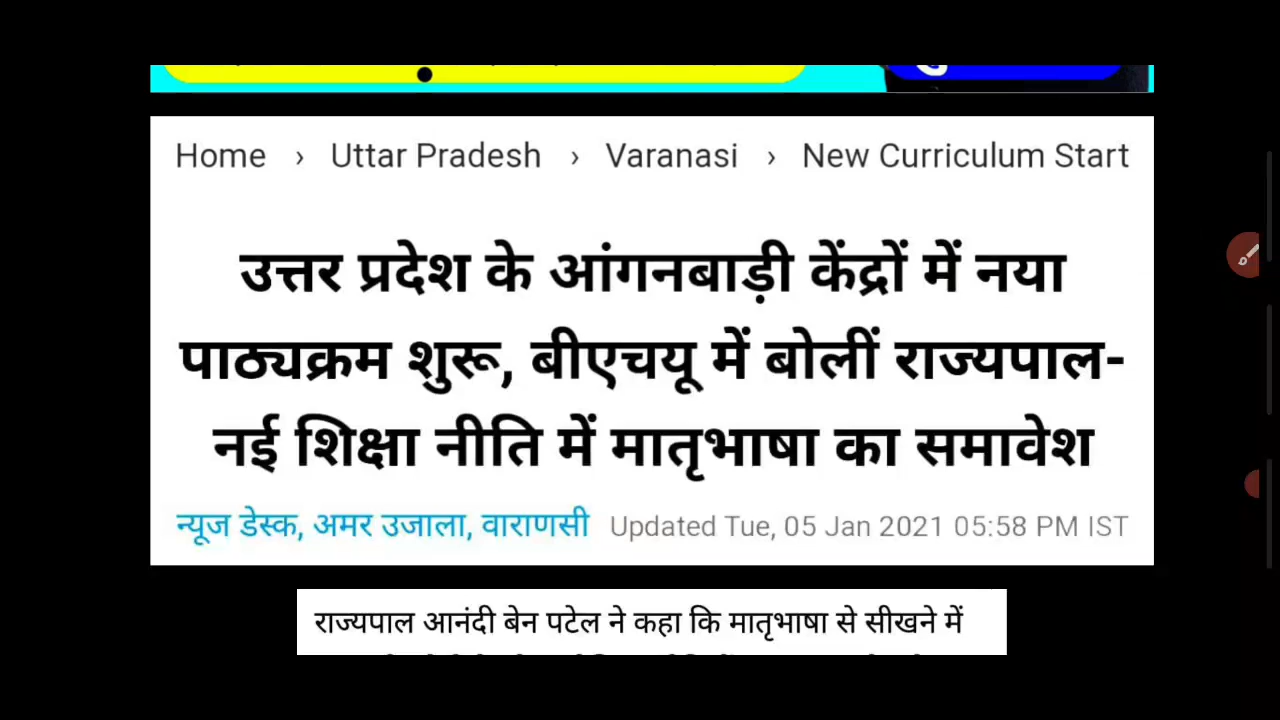 Home › Uttar Pradesh › Varanasi › New Curriculum Start
उत्तर प्रदेश के आंगनबाड़ी केंद्रों में नया
पाठ्यक्रम शुरू, बीएचयू में बोलीं राज्यपाल-
नई शिक्षा नीति में मातृभाषा का समावेश
न्यूज डेस्क, अमर उजाला, वाराणसी Updated Tue, 05 Jan 2021 05:58 PM IST
राज्यपाल आनंदी बेन पटेल ने कहा कि मातृभाषा से सीखने में